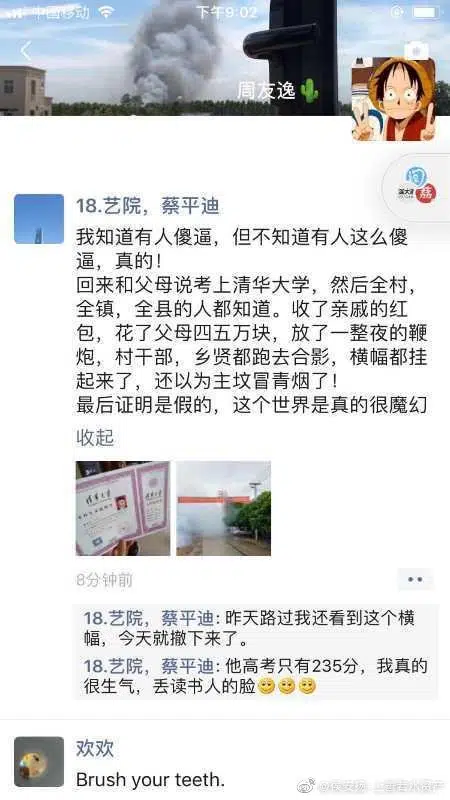 中国移动
下午9:02
周友逸🌵
18.艺院，蔡平迪
我知道有人傻逼，但不知道有人这么傻
逼，真的！
回来和父母说考上清华大学，然后全村，
全镇，全县的人都知道。收了亲戚的红
包，花了父母四五万块，放了一整夜的鞭
炮，村干部，乡贤都跑去合影，横幅都挂
起来了，还以为主坟冒青烟了！
最后证明是假的，这个世界是真的很魔幻
收起
清华大学
8分钟前
18.艺院，蔡平迪: 昨天路过我还看到这个横
幅，今天就撤下来了。
18.艺院，蔡平迪: 他高考只有235分，我真的
很生气，丢读书人的脸😌😌😌
欢欢
Brush your teeth.